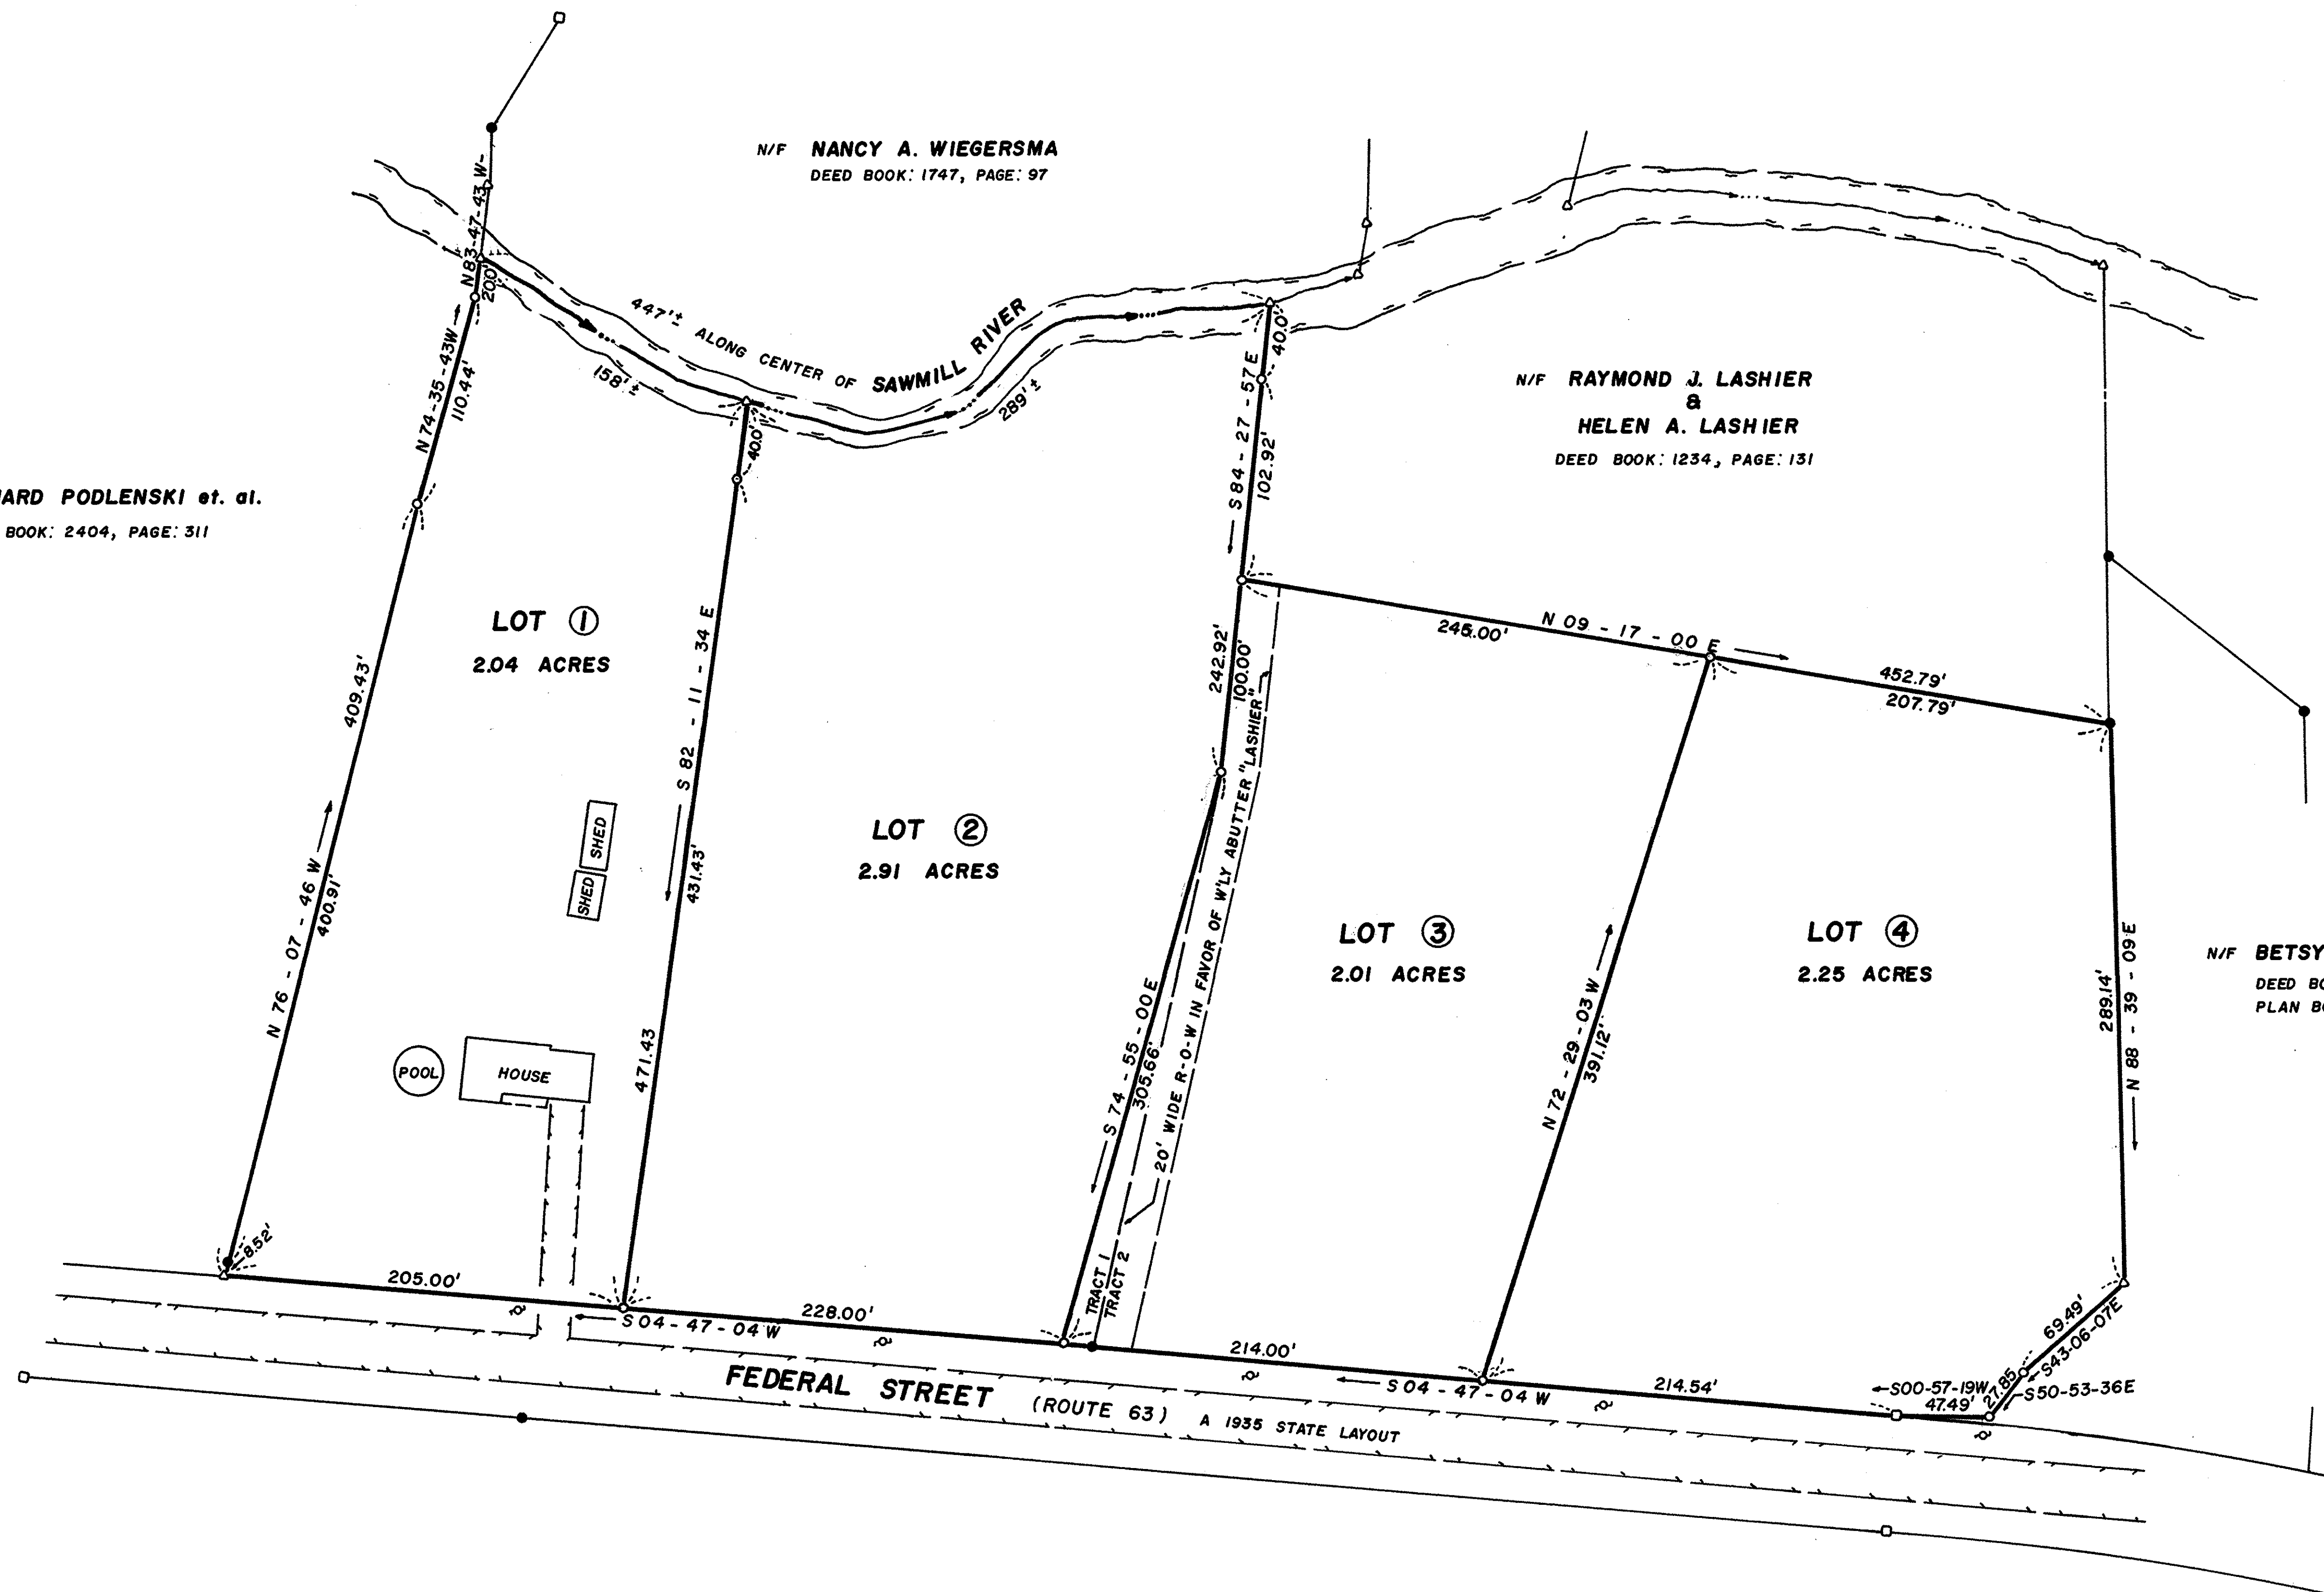 N/F NANCY A. WIEGERSMA
DEED BOOK: 1747, PAGE: 97
N 83-47-43 W
20.0'
N 74-35-43W
110.44'
447'± ALONG CENTER OF SAWMILL RIVER
158'±
289'±
40.0'
40.0'
S 84 - 27 - 57 E
102.92'
N/F RAYMOND J. LASHIER
&
HELEN A. LASHIER
DEED BOOK: 1234, PAGE: 131
ARD PODLENSKI et. al.
BOOK: 2404, PAGE: 311
LOT 1
2.04 ACRES
409.43'
N 76 - 07 - 46 W
400.91'
S 82 - 11 - 34 E
431.43'
471.43
SHED
SHED
POOL
HOUSE
8.52'
LOT 2
2.91 ACRES
242.92'
100.00'
245.00'
N 09 - 17 - 00 E
452.79'
207.79'
S 74 - 55 - 00E
305.66'
20' WIDE R-O-W IN FAVOR OF W'LY ABUTTER "LASHIER"
TRACT 1
TRACT 2
LOT 3
2.01 ACRES
N 72 - 29 - 03 W
391.12'
LOT 4
2.25 ACRES
289.14'
N 88 - 39 - 09 E
N/F BETSY
DEED BO
PLAN BO
69.49'
S43-06-07E
27.85
S50-53-36E
S00-57-19W
47.49'
205.00'
S 04 - 47 - 04 W
228.00'
214.00'
S 04 - 47 - 04 W
214.54'
FEDERAL STREET (ROUTE 63) A 1935 STATE LAYOUT